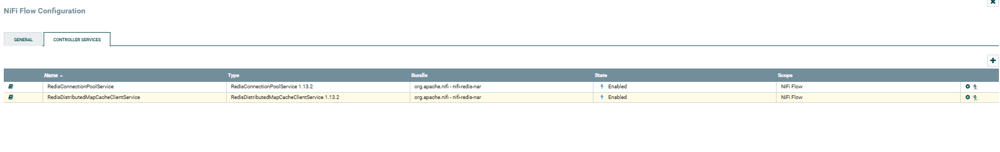 NiFi Flow Configuration
GENERAL CONTROLLER SERVICES
Name Type Bundle State Scope
RedisConnectionPoolService RedisConnectionPoolService 1.13.2 org.apache.nifi - nifi-redis-nar Enabled NiFi Flow
RedisDistributedMapCacheClientService RedisDistributedMapCacheClientService 1.13.2 org.apache.nifi - nifi-redis-nar Enabled NiFi Flow